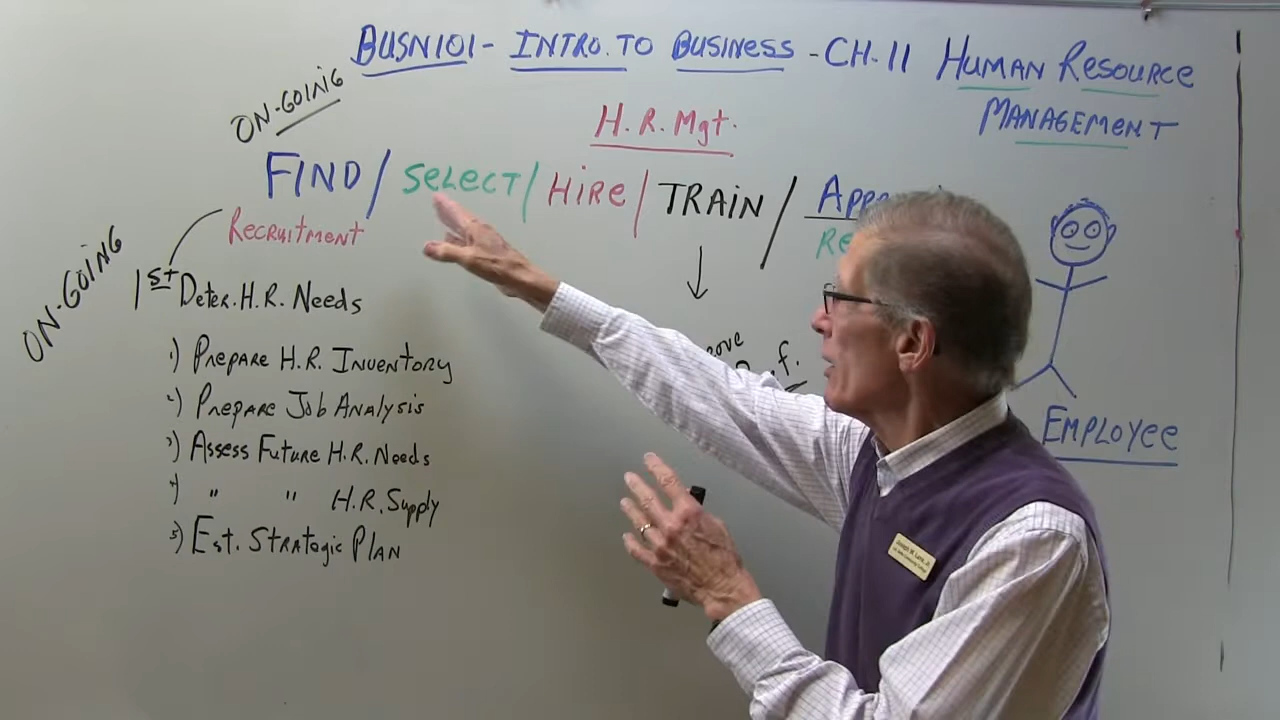 BUSN101- INTRO. TO BUSINESS - CH. 11 HUMAN RESOURCE
MANAGEMENT
ON-GOING
H.R. Mgt.
FIND / SELECT / HIRE / TRAIN /
RECRUITMENT
ON-GOING
1st DETER. H.R. NEEDS
1) PREPARE H.R. INVENTORY
2) PREPARE JOB ANALYSIS
3) ASSESS FUTURE H.R. NEEDS
4) " " H.R. SUPPLY
5) EST. STRATEGIC PLAN
EMPLOYEE